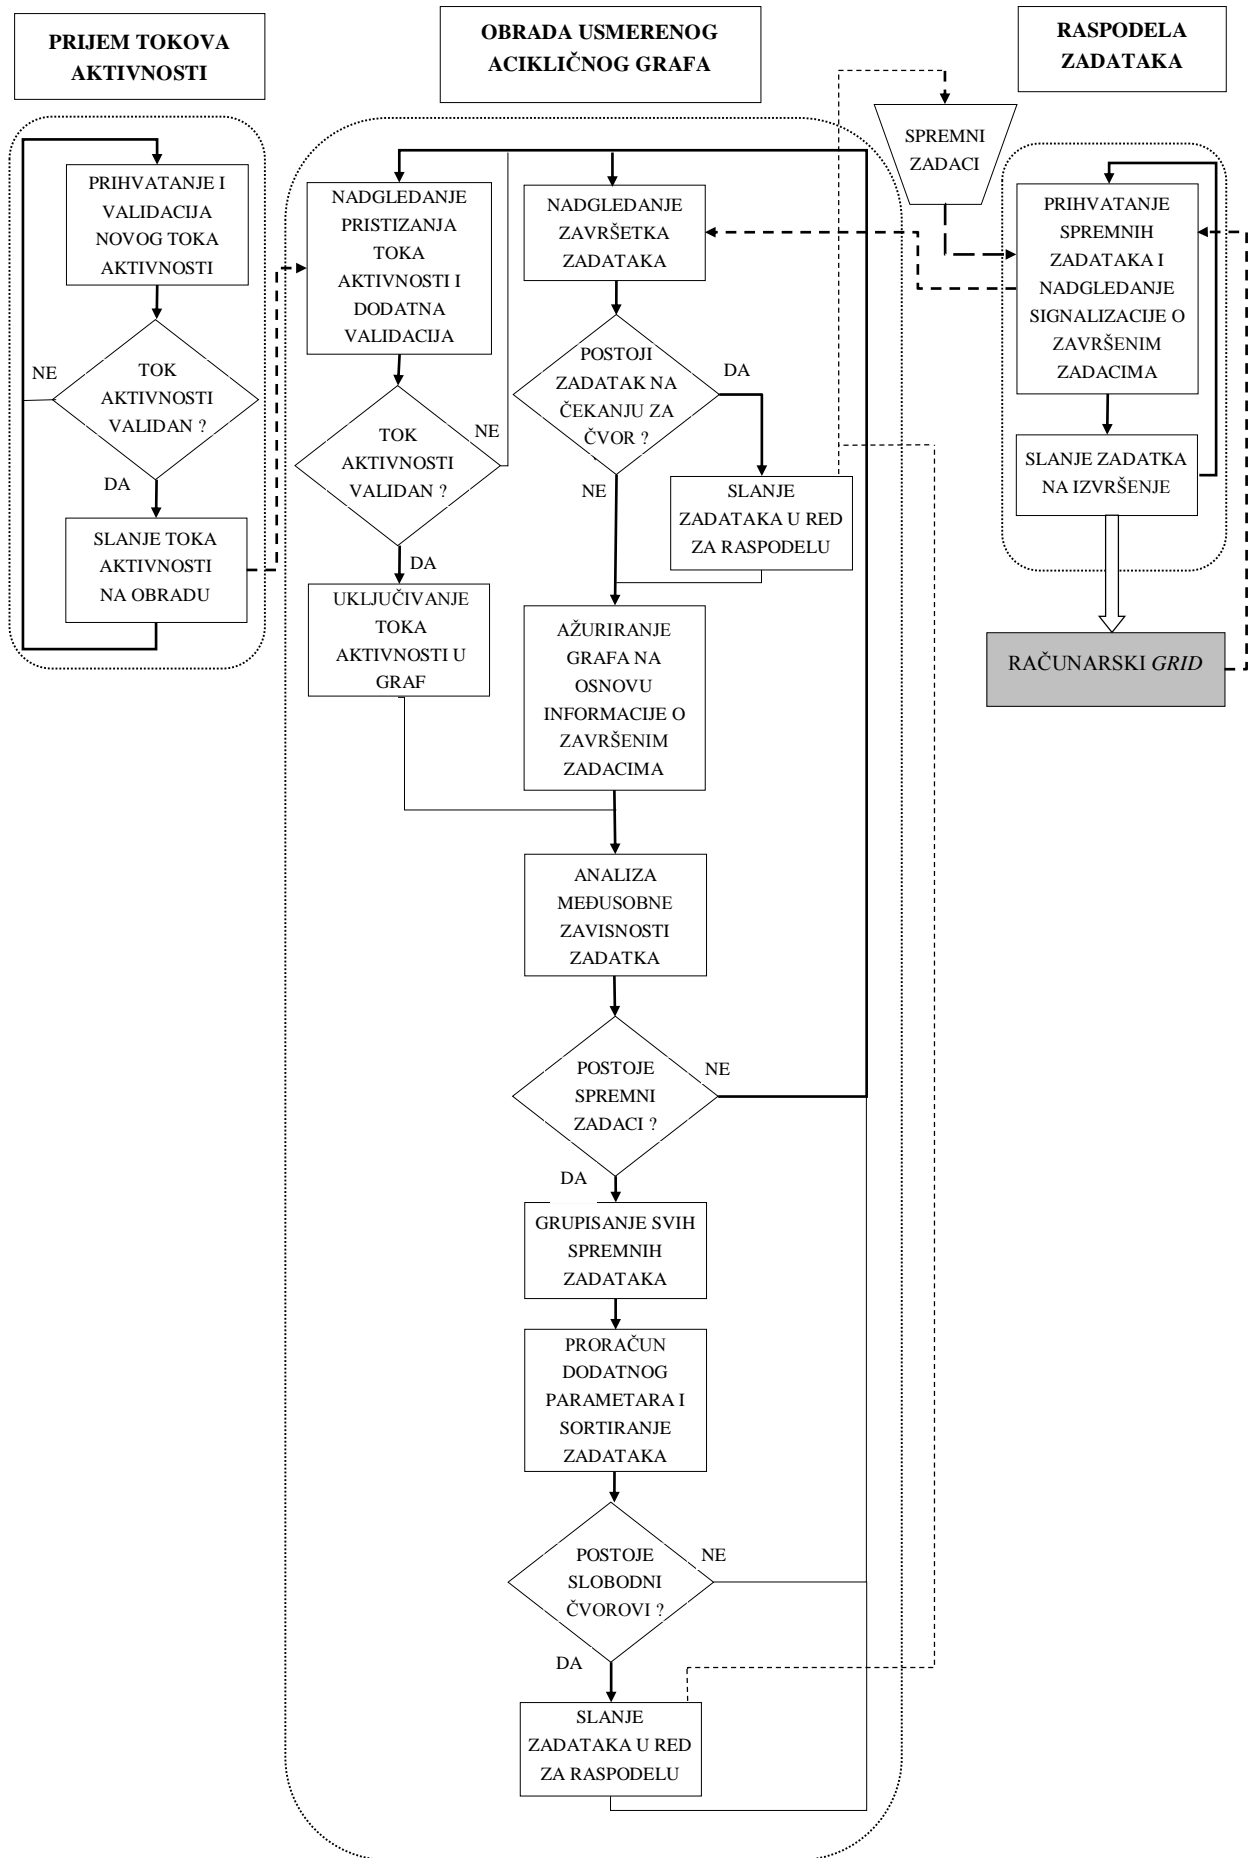 PRIJEM TOKOVA
AKTIVNOSTI
OBRADA USMERENOG
ACIKLIČNOG GRAFA
RASPODELA
ZADATAKA
PRIHVATANJE I
VALIDACIJA
NOVOG TOKA
AKTIVNOSTI
NE
TOK
AKTIVNOSTI
VALIDAN ?
DA
SLANJE TOKA
AKTIVNOSTI
NA OBRADU
NADGLEDANJE
PRISTIZANJA
TOKA
AKTIVNOSTI I
DODATNA
VALIDACIJA
TOK
AKTIVNOSTI
VALIDAN ?
NE
DA
UKLJUČIVANJE
TOKA
AKTIVNOSTI U
GRAF
NADGLEDANJE
ZAVRŠETKA
ZADATAKA
POSTOJI
ZADATAK NA
ČEKANJU ZA
ČVOR ?
DA
NE
SLANJE
ZADATAKA U RED
ZA RASPODELU
AŽURIRANJE
GRAFA NA
OSNOVU
INFORMACIJE O
ZAVRŠENIM
ZADACIMA
ANALIZA
MEĐUSOBNE
ZAVISNOSTI
ZADATKA
POSTOJE
SPREMNI
ZADACI ?
NE
DA
GRUPISANJE SVIH
SPREMNIH
ZADATAKA
PRORAČUN
DODATNOG
PARAMETARA I
SORTIRANJE
ZADATAKA
POSTOJE
SLOBODNI
ČVOROVI ?
NE
DA
SLANJE
ZADATAKA U RED
ZA RASPODELU
SPREMNI
ZADACI
PRIHVATANJE
SPREMNIH
ZADATAKA I
NADGLEDANJE
SIGNALIZACIJE O
ZAVRŠENIM
ZADACIMA
SLANJE ZADATKA
NA IZVRŠENJE
RAČUNARSKI GRID